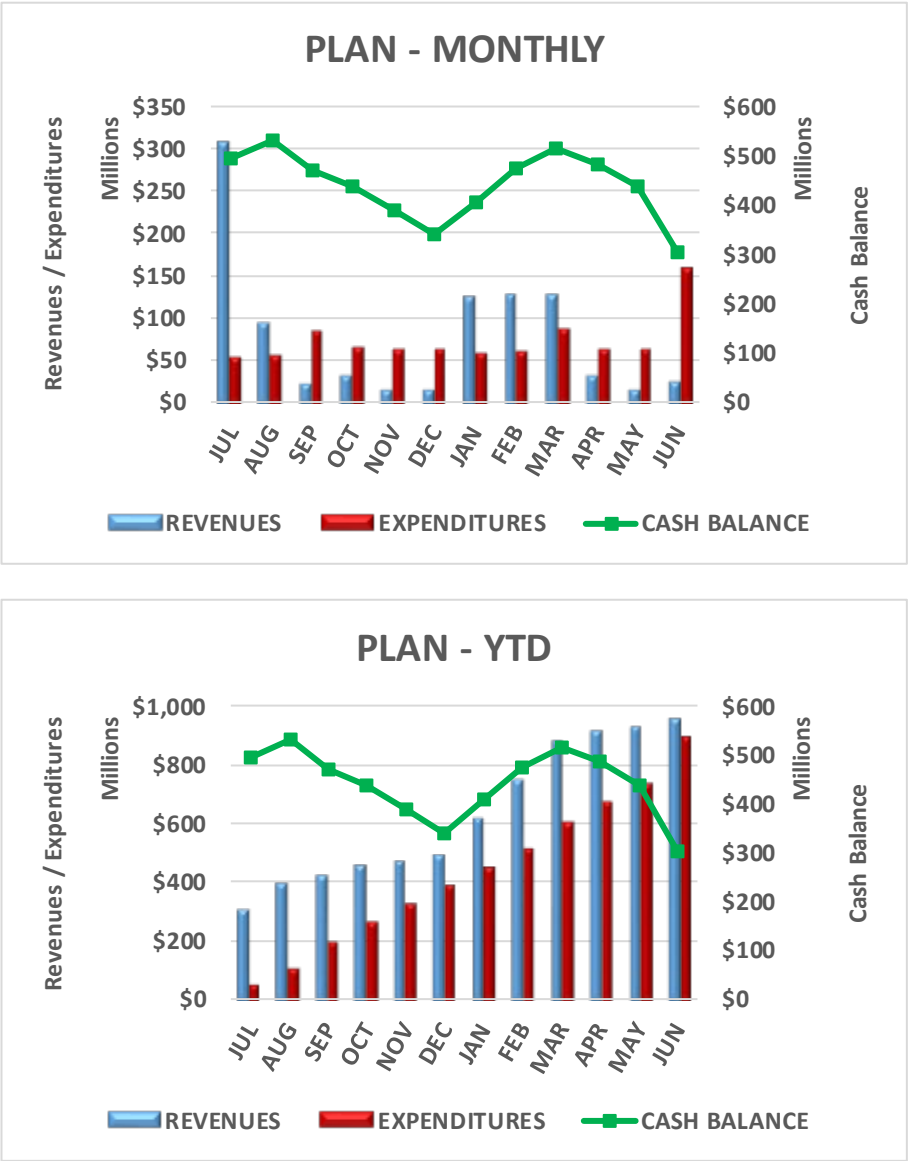 PLAN - MONTHLY
Revenues / Expenditures
Millions
$350
$300
$250
$200
$150
$100
$50
$0
$600
$500
$400
$300
$200
$100
$0
Millions
Cash Balance
JUL AUG SEP OCT NOV DEC JAN FEB MAR APR MAY JUN
REVENUES EXPENDITURES CASH BALANCE
PLAN - YTD
Revenues / Expenditures
Millions
$1,000
$800
$600
$400
$200
$0
$600
$500
$400
$300
$200
$100
$0
Millions
Cash Balance
JUL AUG SEP OCT NOV DEC JAN FEB MAR APR MAY JUN
REVENUES EXPENDITURES CASH BALANCE